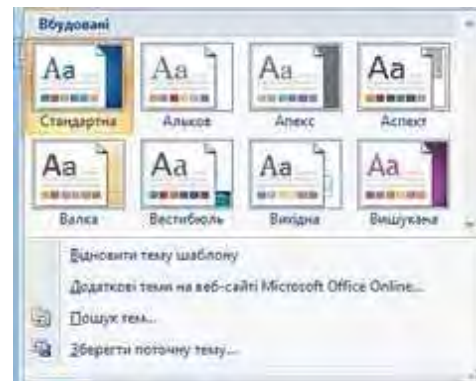 Вбудовані
Aa Aa Aa Aa
Стандартна Альков Апекс Аспект
Aa Aa Aa Aa
Валка Вестибюль Вихідна Вишукана
Відновити тему шаблону
Додаткові теми на веб-сайті Microsoft Office Online...
Пошук тем...
Зберегти поточну тему...